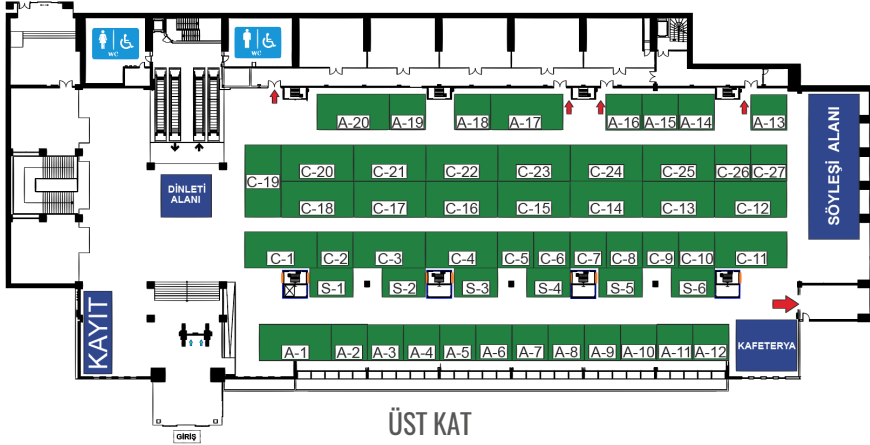 WC
WC
A-20
A-19
A-18
A-17
A-16
A-15
A-14
A-13
C-19
C-20
C-21
C-22
C-23
C-24
C-25
C-26
C-27
C-18
C-17
C-16
C-15
C-14
C-13
C-12
DİNLETİ
ALANI
SÖYLEŞİ ALANI
C-1
C-2
C-3
C-4
C-5
C-6
C-7
C-8
C-9
C-10
C-11
S-1
S-2
S-3
S-4
S-5
S-6
KAYIT
KAFETERYA
A-1
A-2
A-3
A-4
A-5
A-6
A-7
A-8
A-9
A-10
A-11
A-12
ÜST KAT
GİRİŞ